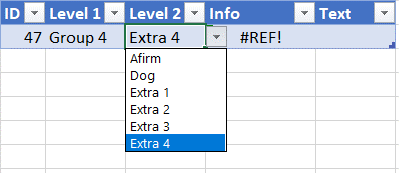 ID Level 1 Level 2 Info Text
47 Group 4 Extra 4 #REF!
Afirm
Dog
Extra 1
Extra 2
Extra 3
Extra 4